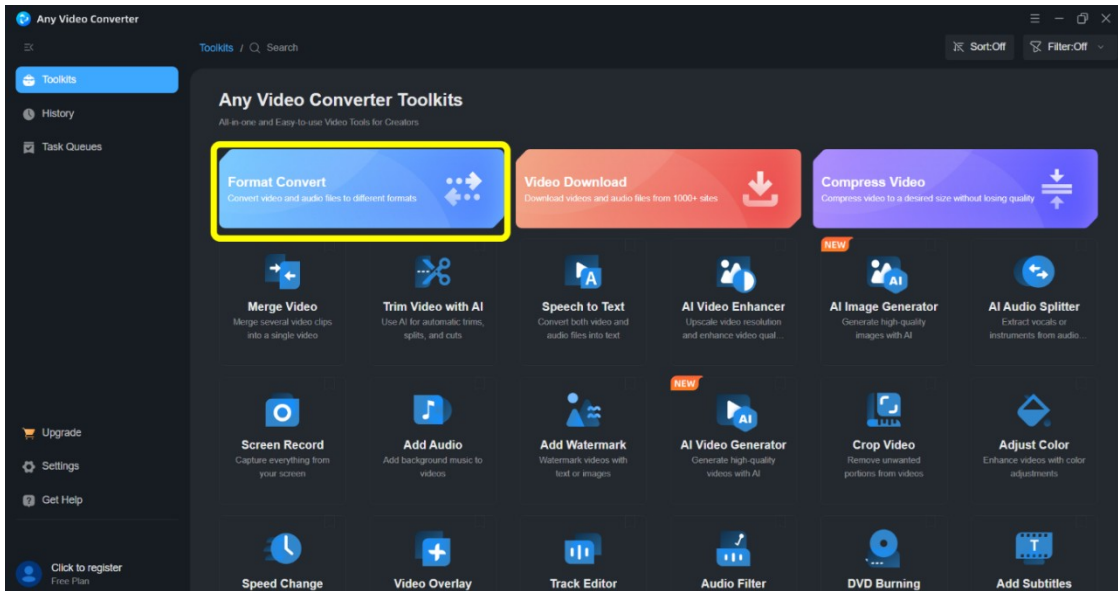 Any Video Converter
Toolkits / Search
Sort:Off
Filter:Off
Toolkits
History
Task Queues
Upgrade
Settings
Get Help
Click to register
Free Plan
Any Video Converter Toolkits
All-in-one and Easy-to-use Video Tools for Creators
Format Convert
Convert video and audio files to different formats
Video Download
Download videos and audio files from 1000+ sites
Compress Video
Compress video to a desired size without losing quality
Merge Video
Merge several video clips
into a single video
Trim Video with AI
Use AI for automatic trims,
splits, and cuts
A
Speech to Text
Convert both video and
audio files into text
AI Video Enhancer
Upscale video resolution
and enhance video qual...
NEW
AI
AI Image Generator
Generate high-quality
images with AI
AI Audio Splitter
Extract vocals or
instruments from audio...
Screen Record
Capture everything from
your screen
Add Audio
Add background music to
videos
Add Watermark
Watermark videos with
text or images
NEW
AI
AI Video Generator
Generate high-quality
videos with AI
Crop Video
Remove unwanted
portions from videos
Adjust Color
Enhance videos with color
adjustments
Speed Change
Video Overlay
Track Editor
Audio Filter
DVD Burning
T
Add Subtitles